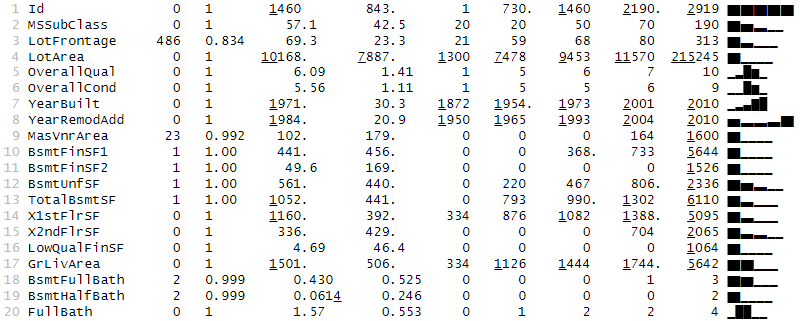 1 Id 0 1 1460 843. 1 730. 1460 2190. 2919
2 MSSubClass 0 1 57.1 42.5 20 20 50 70 190
3 LotFrontage 486 0.834 69.3 23.3 21 59 68 80 313
4 LotArea 0 1 10168. 7887. 1300 7478 9453 11570 215245
5 OverallQual 0 1 6.09 1.41 1 5 6 7 10
6 OverallCond 0 1 5.56 1.11 1 5 5 6 9
7 YearBuilt 0 1 1971. 30.3 1872 1954. 1973 2001 2010
8 YearRemodAdd 0 1 1984. 20.9 1950 1965 1993 2004 2010
9 MasVnrArea 23 0.992 102. 179. 0 0 0 164 1600
10 BsmtFinSF1 1 1.00 441. 456. 0 0 368. 733 5644
11 BsmtFinSF2 1 1.00 49.6 169. 0 0 0 0 1526
12 BsmtUnfSF 1 1.00 561. 440. 0 220 467 806. 2336
13 TotalBsmtSF 1 1.00 1052. 441. 0 793 990. 1302 6110
14 X1stFlrSF 0 1 1160. 392. 334 876 1082 1388. 5095
15 X2ndFlrSF 0 1 336. 429. 0 0 0 704 2065
16 LowQualFinSF 0 1 4.69 46.4 0 0 0 0 1064
17 GrLivArea 0 1 1501. 506. 334 1126 1444 1744. 5642
18 BsmtFullBath 2 0.999 0.430 0.525 0 0 0 1 3
19 BsmtHalfBath 2 0.999 0.0614 0.246 0 0 0 0 2
20 FullBath 0 1 1.57 0.553 0 1 2 2 4